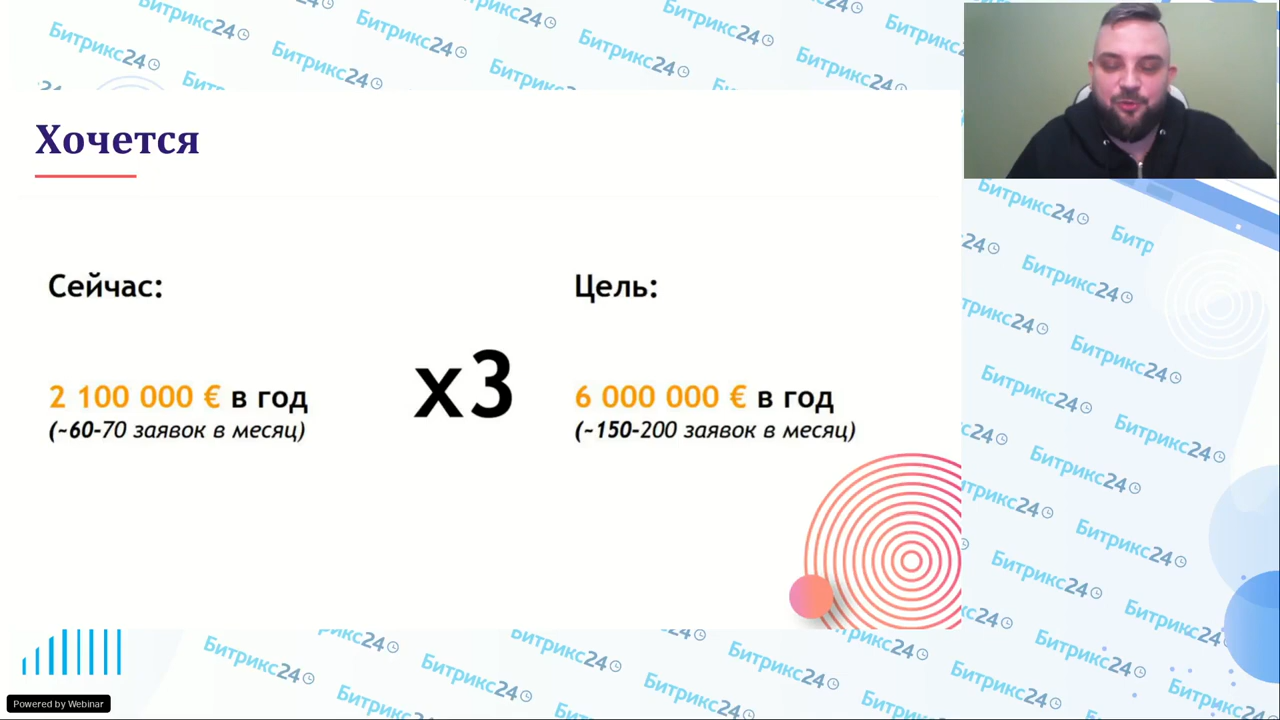 Хочется
Сейчас:
Цель:
х3
2 100 000 € в год
(~60-70 заявок в месяц)
6 000 000 € в год
(~150-200 заявок в месяц)
Битрикс24
Powered by Webinar